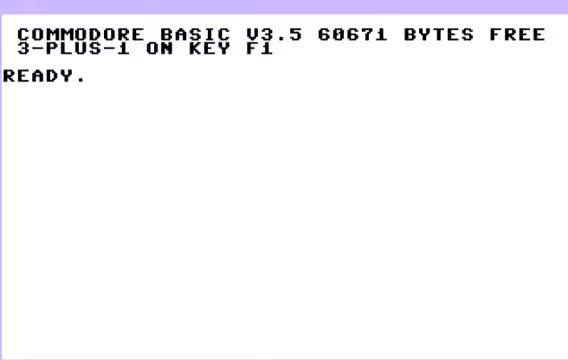 COMMODORE BASIC V3.5 60671 BYTES FREE
3-PLUS-1 ON KEY F1
READY.